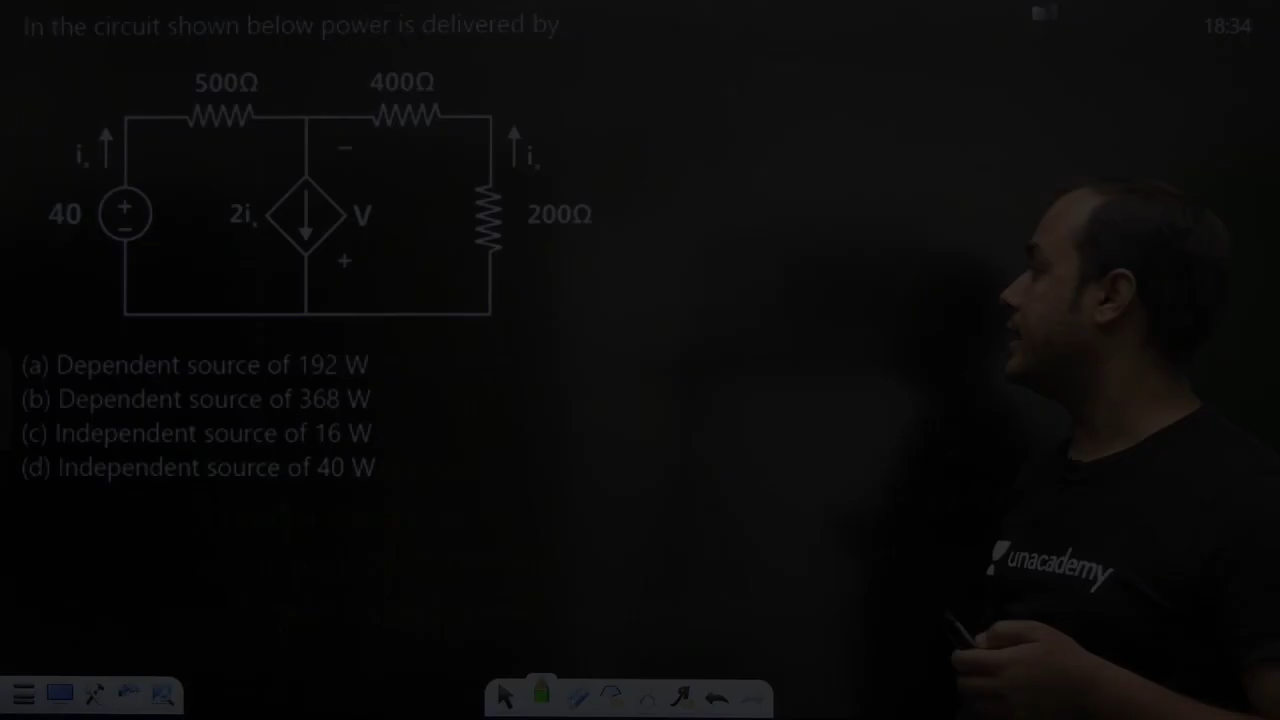 In the circuit shown below power is delivered by
18:34
500Ω
400Ω
40
2i
V
200Ω
(a) Dependent source of 192 W
(b) Dependent source of 368 W
(c) Independent source of 16 W
(d) Independent source of 40 W
unacademy